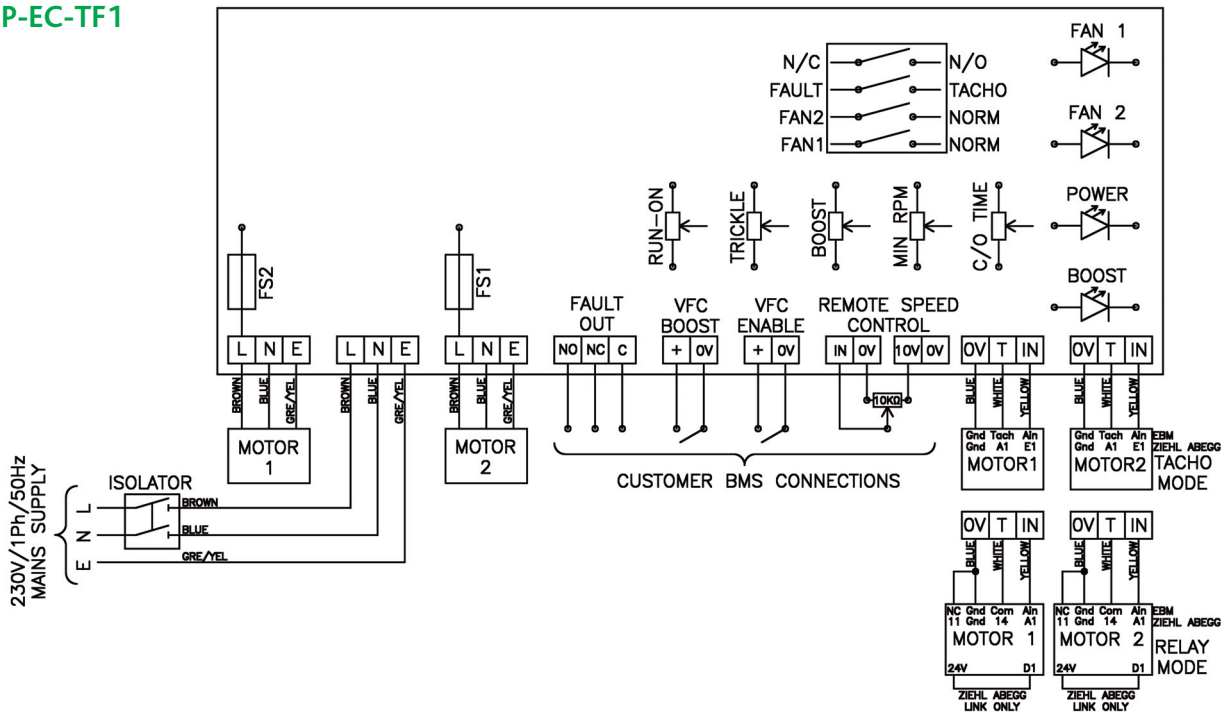 P-EC-TF1
FAN 1
N/C N/O
FAULT TACHO
FAN2 NORM
FAN1 NORM
FAN 2
POWER
BOOST
RUN-ON
TRICKLE
BOOST
MIN RPM
C/O TIME
FS2
FS1
FAULT
OUT
VFC
BOOST
VFC
ENABLE
REMOTE SPEED
CONTROL
L N E
L N E
L N E
NO NC C
+ 0V
+ 0V
IN 0V
10V 0V
0V T IN
0V T IN
BROWN
BLUE
GRE/YEL
BROWN
BLUE
GRE/YEL
BROWN
BLUE
GRE/YEL
10KΩ
BLUE
WHITE
YELLOW
BLUE
WHITE
YELLOW
MOTOR
1
MOTOR
2
CUSTOMER BMS CONNECTIONS
Gnd Tach Ain
Gnd A1 E1
MOTOR1
Gnd Tach Ain EBM
Gnd A1 E1 ZIEHL ABEGG
MOTOR2
TACHO
MODE
230V/1Ph/50Hz
MAINS SUPPLY
L
N
E
ISOLATOR
BROWN
BLUE
GRE/YEL
0V T IN
0V T IN
BLUE
WHITE
YELLOW
BLUE
WHITE
YELLOW
NC Gnd Com Ain
11 Gnd 14 A1
MOTOR 1
24V D1
ZIEHL ABEGG
LINK ONLY
NC Gnd Com Ain EBM
11 Gnd 14 A1 ZIEHL ABEGG
MOTOR 2
24V D1
RELAY
MODE
ZIEHL ABEGG
LINK ONLY